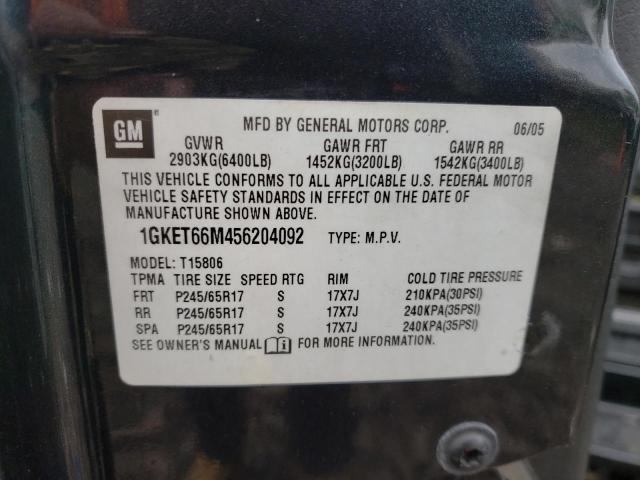 GM
MFD BY GENERAL MOTORS CORP. 06/05
GVWR GAWR FRT GAWR RR
2903KG(6400LB) 1452KG(3200LB) 1542KG(3400LB)
THIS VEHICLE CONFORMS TO ALL APPLICABLE U.S. FEDERAL MOTOR
VEHICLE SAFETY STANDARDS IN EFFECT ON THE DATE OF
MANUFACTURE SHOWN ABOVE.
1GKET66M456204092 TYPE: M.P.V.
MODEL: T15806
TPMA TIRE SIZE SPEED RTG RIM COLD TIRE PRESSURE
FRT P245/65R17 S 17X7J 210KPA(30PSI)
RR P245/65R17 S 17X7J 240KPA(35PSI)
SPA P245/65R17 S 17X7J 240KPA(35PSI)
SEE OWNER'S MANUAL i FOR MORE INFORMATION.